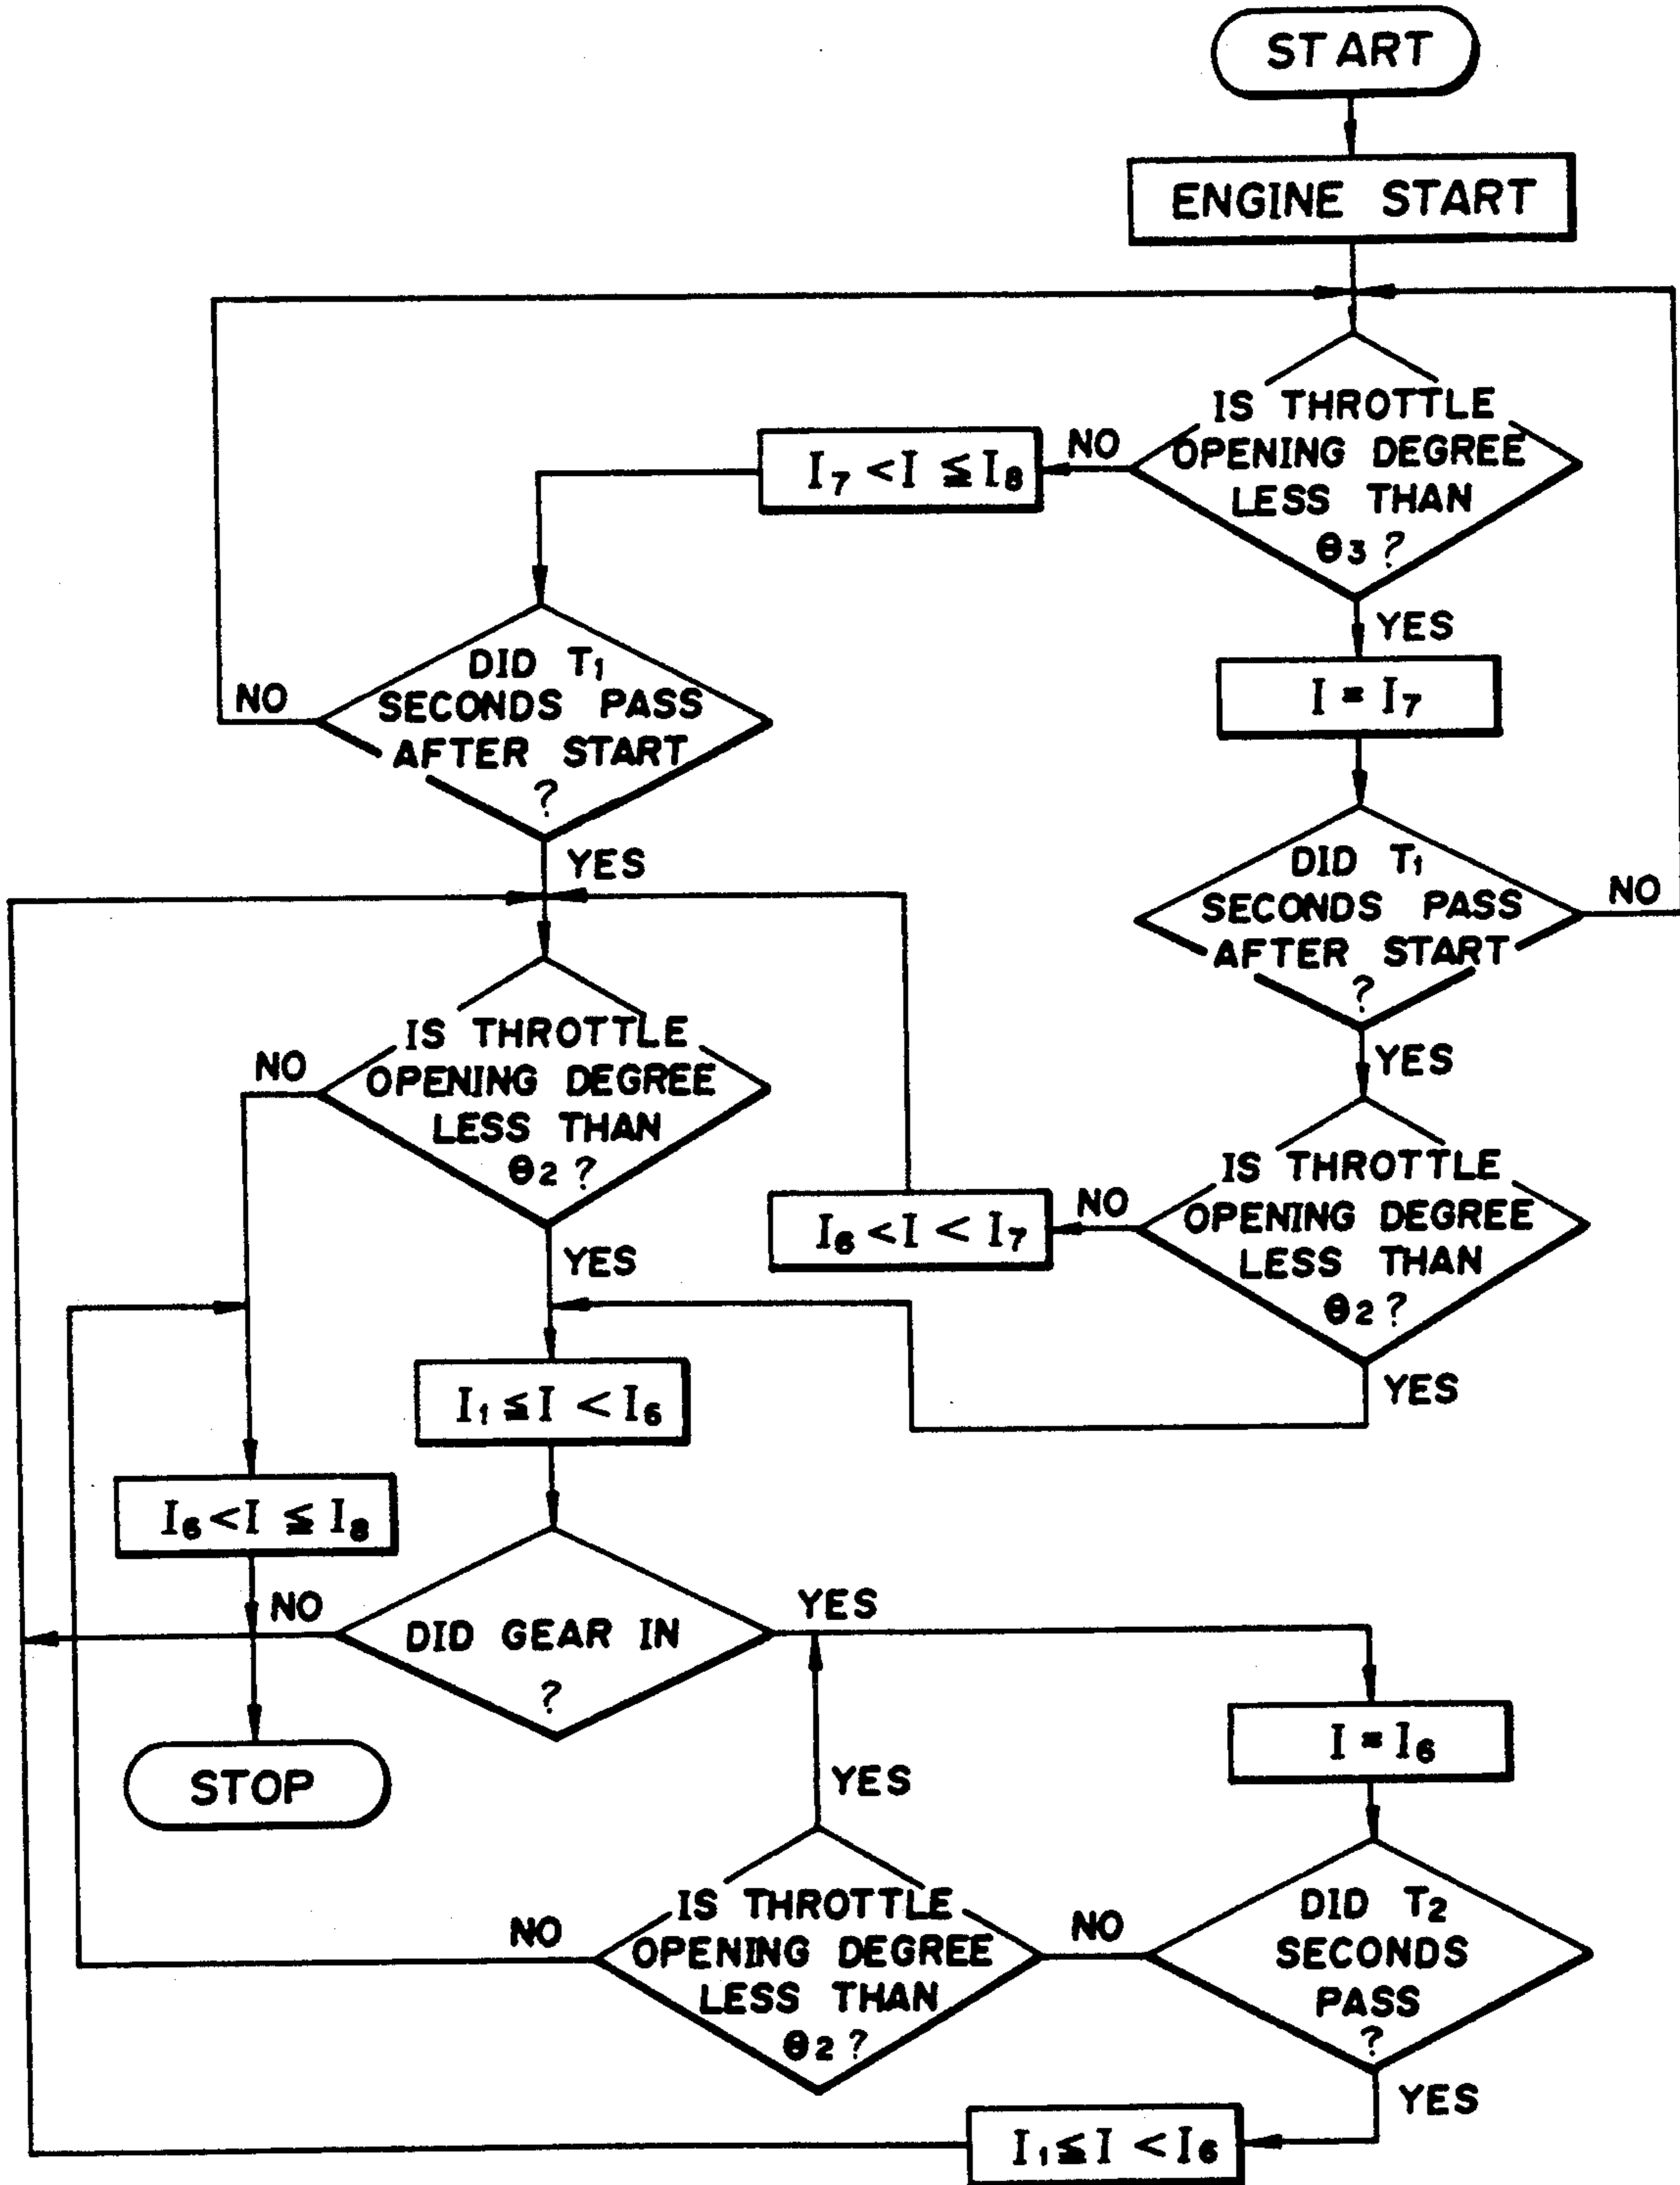 START
ENGINE START
IS THROTTLE
OPENING DEGREE
LESS THAN
θ3 ?
NO
I7 < I ≦ I8
YES
I = I7
DID T1
SECONDS PASS
AFTER START
?
NO
YES
DID T1
SECONDS PASS
AFTER START
?
NO
YES
IS THROTTLE
OPENING DEGREE
LESS THAN
θ2 ?
NO
YES
IS THROTTLE
OPENING DEGREE
LESS THAN
θ2 ?
NO
I6 < I < I7
YES
I1 ≦ I < I6
I6 < I ≦ I8
DID GEAR IN
?
NO
YES
STOP
I = I6
DID T2
SECONDS
PASS
?
NO
YES
IS THROTTLE
OPENING DEGREE
LESS THAN
θ2 ?
YES
NO
I1 ≦ I < I6